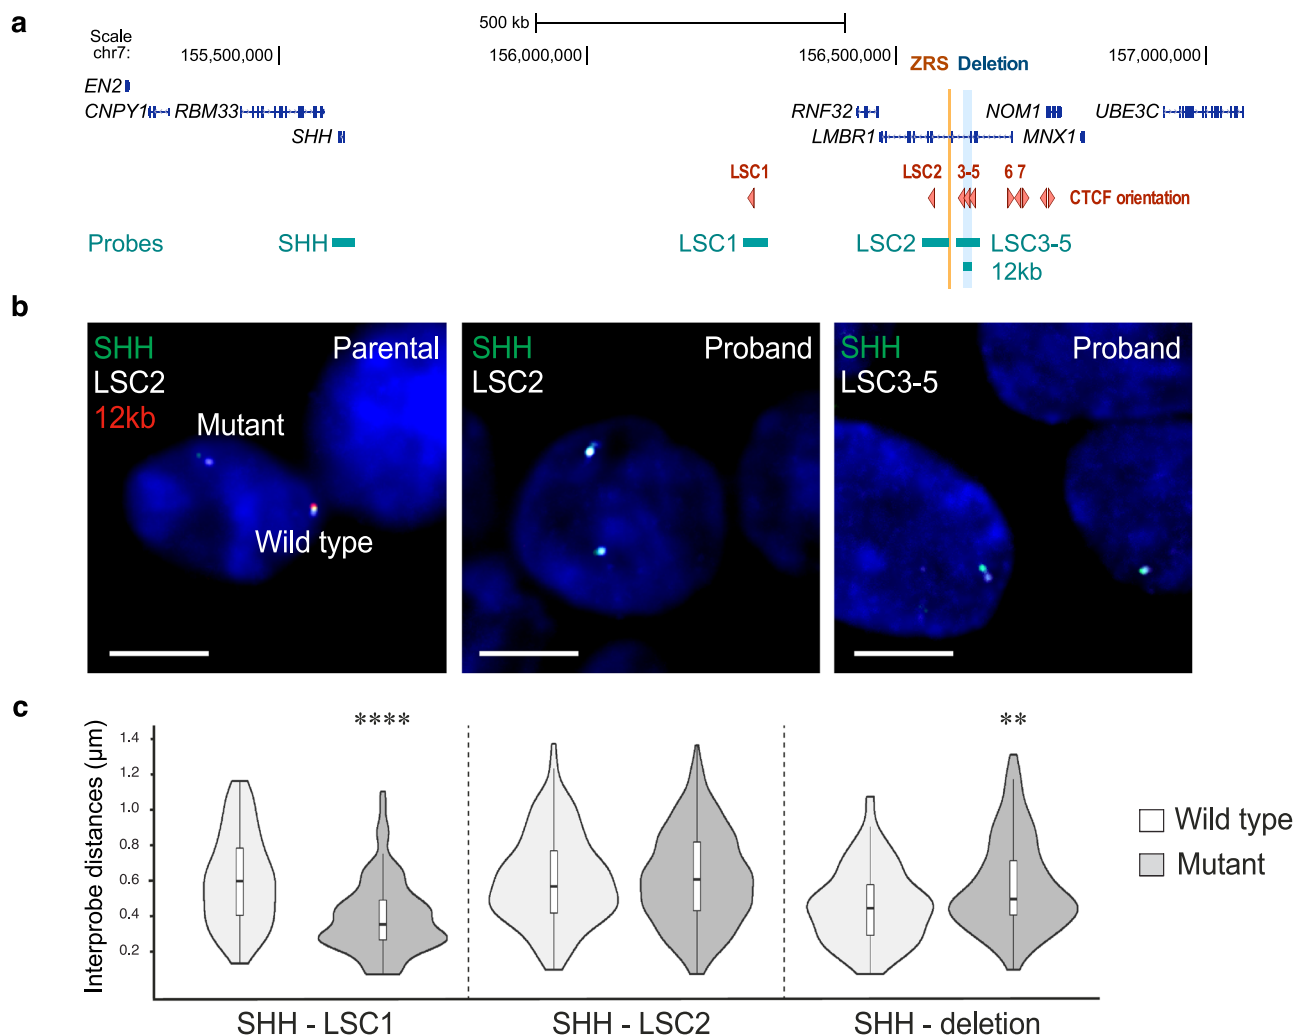 a
Scale
chr7:
500 kb
155,500,000
156,000,000
156,500,000
157,000,000
ZRS
Deletion
EN2
CNPY1
RBM33
SHH
RNF32
LMBR1
NOM1
MNX1
UBE3C
LSC1
LSC2
3-5
6 7
CTCF orientation
Probes
SHH
LSC1
LSC2
LSC3-5
12kb
b
SHH
LSC2
12kb
Parental
Mutant
Wild type
SHH
LSC2
Proband
SHH
LSC3-5
Proband
c
Interprobe distances (µm)
1.4
1.2
1.0
0.8
0.6
0.4
0.2
****
**
SHH - LSC1
SHH - LSC2
SHH - deletion
Wild type
Mutant